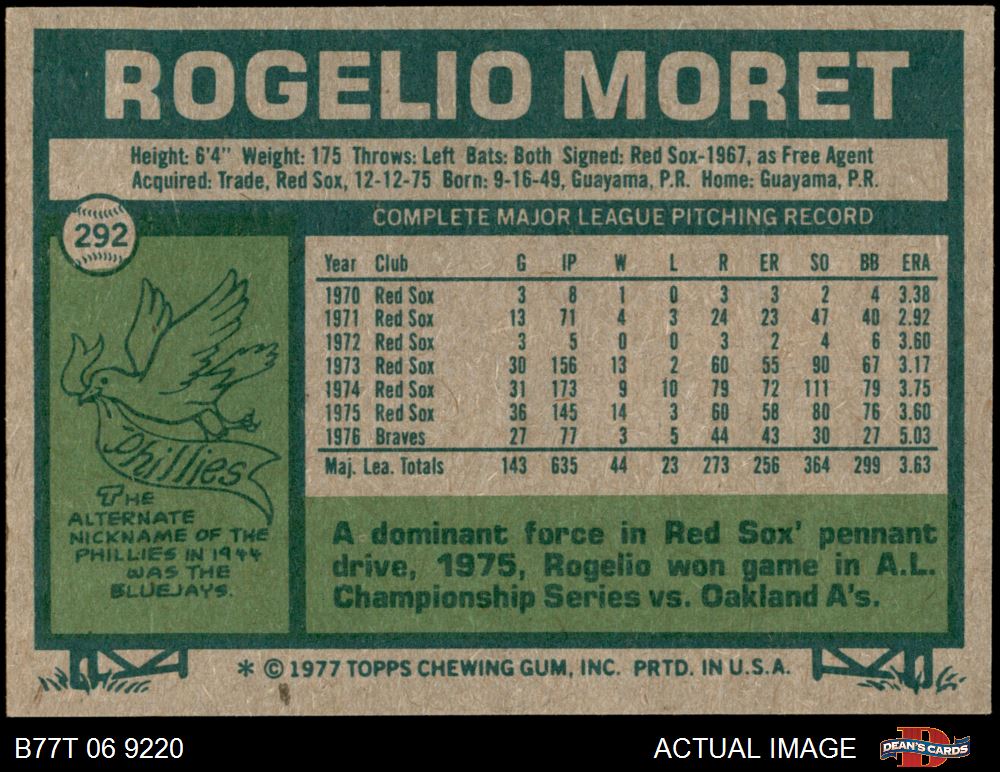 ROGELIO MORET
Height: 6'4" Weight: 175 Throws: Left Bats: Both Signed: Red Sox-1967, as Free Agent
Acquired: Trade, Red Sox, 12-12-75 Born: 9-16-49, Guayama, P.R. Home: Guayama, P.R.
292
COMPLETE MAJOR LEAGUE PITCHING RECORD
Year Club G IP W L R ER SO BB ERA
1970 Red Sox 3 8 1 0 3 3 2 4 3.38
1971 Red Sox 13 71 4 3 24 23 47 40 2.92
1972 Red Sox 3 5 0 0 3 2 4 6 3.60
1973 Red Sox 30 156 13 2 60 55 90 67 3.17
1974 Red Sox 31 173 9 10 79 72 111 79 3.75
1975 Red Sox 36 145 14 3 60 58 80 76 3.60
1976 Braves 27 77 3 5 44 43 30 27 5.03
Maj. Lea. Totals 143 635 44 23 273 256 364 299 3.63
Phillies
THE
ALTERNATE
NICKNAME OF THE
PHILLIES IN 1944
WAS THE
BLUEJAYS.
A dominant force in Red Sox' pennant
drive, 1975, Rogelio won game in A.L.
Championship Series vs. Oakland A's.
* © 1977 TOPPS CHEWING GUM, INC. PRTD. IN U.S.A.
B77T 06 9220
ACTUAL IMAGE
D
DEAN'S CARDS